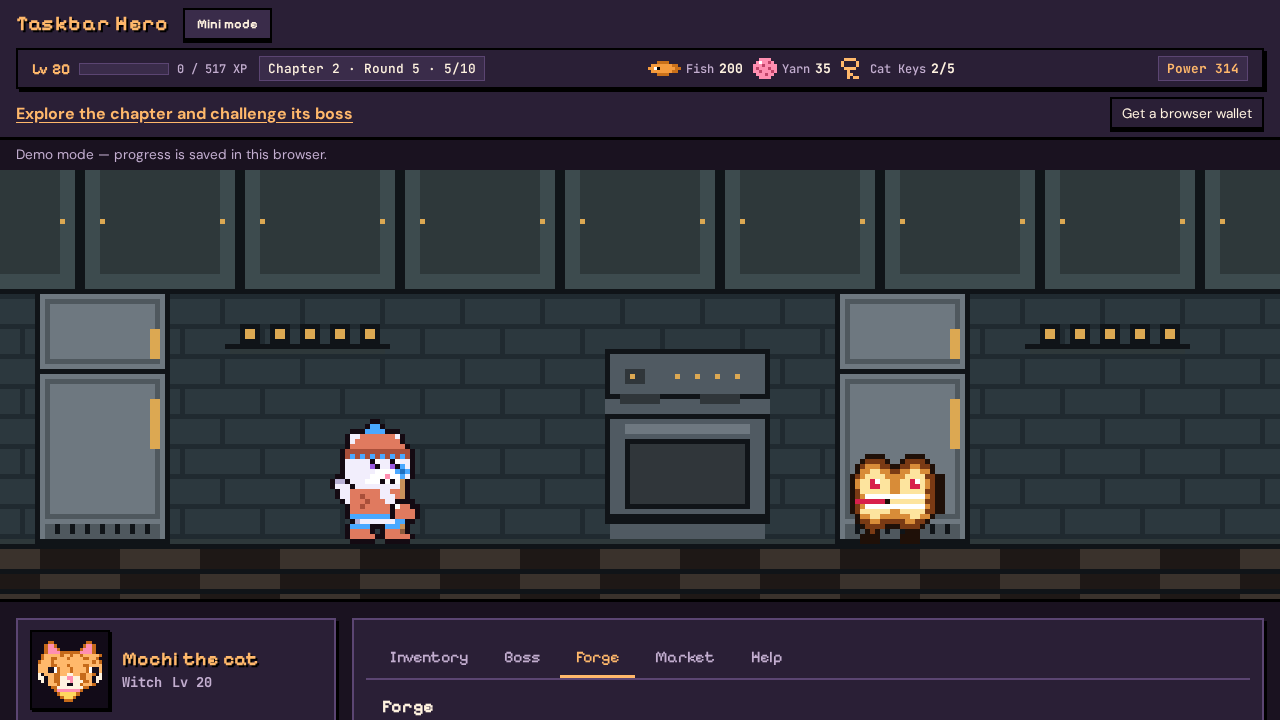 Taskbar Hero Mini mode
Lv 20 0 / 517 XP Chapter 2 · Round 5 · 5/10 Fish 200 Yarn 35 Cat Keys 2/5 Power 314
Explore the chapter and challenge its boss Get a browser wallet
Demo mode — progress is saved in this browser.
Mochi the cat
Witch Lv 20
Inventory Boss Forge Market Help
Forge